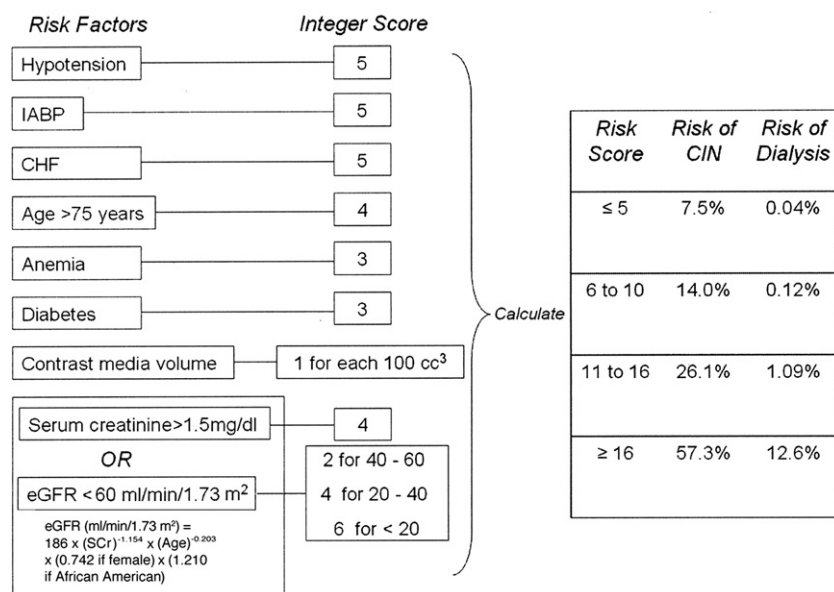 Risk Factors Integer Score
Hypotension 5
IABP 5
CHF 5
Age >75 years 4
Anemia 3
Diabetes 3
Contrast media volume 1 for each 100 cc³
Serum creatinine>1.5mg/dl 4
OR
eGFR <60 ml/min/1.73 m²
2 for 40 - 60
4 for 20 - 40
6 for < 20
eGFR (ml/min/1.73 m²) =
186 x (SCr)-1.154 x (Age)-0.203
x (0.742 if female) x (1.210
if African American)
Calculate
Risk Risk of Risk of
Score CIN Dialysis
≤ 5 7.5% 0.04%
6 to 10 14.0% 0.12%
11 to 16 26.1% 1.09%
≥ 16 57.3% 12.6%